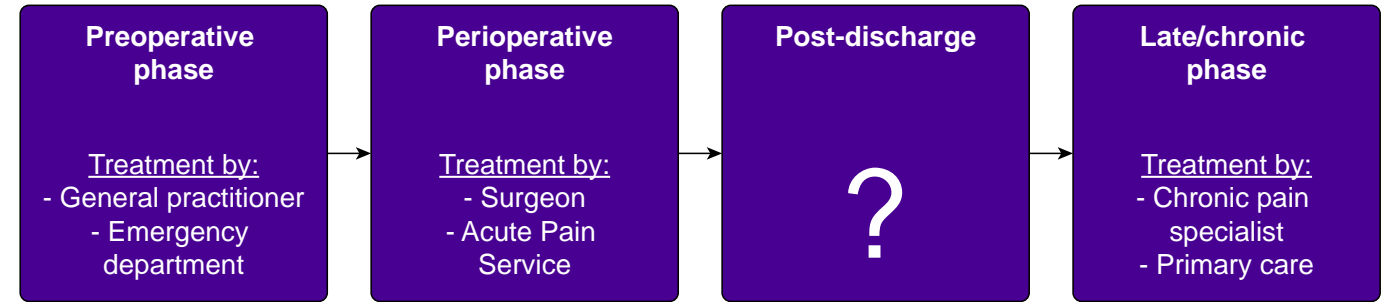 Preoperative
phase
Treatment by:
- General practitioner
- Emergency
department
Perioperative
phase
Treatment by:
- Surgeon
- Acute Pain
Service
Post-discharge
?
Late/chronic
phase
Treatment by:
- Chronic pain
specialist
- Primary care